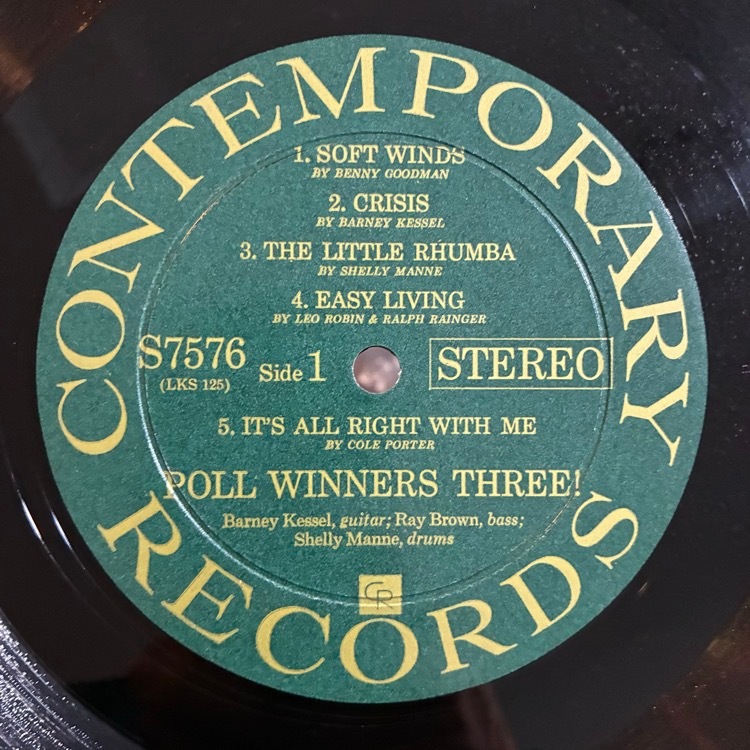 CONTEMPORARY
1. SOFT WINDS
BY BENNY GOODMAN
2. CRISIS
BY BARNEY KESSEL
3. THE LITTLE RHUMBA
BY SHELLY MANNE
4. EASY LIVING
BY LEO ROBIN & RALPH RAINGER
S7576
(LKS 125)
Side 1
STEREO
5. IT'S ALL RIGHT WITH ME
BY COLE PORTER
POLL WINNERS THREE!
Barney Kessel, guitar; Ray Brown, bass;
Shelly Manne, drums
CR
RECORDS